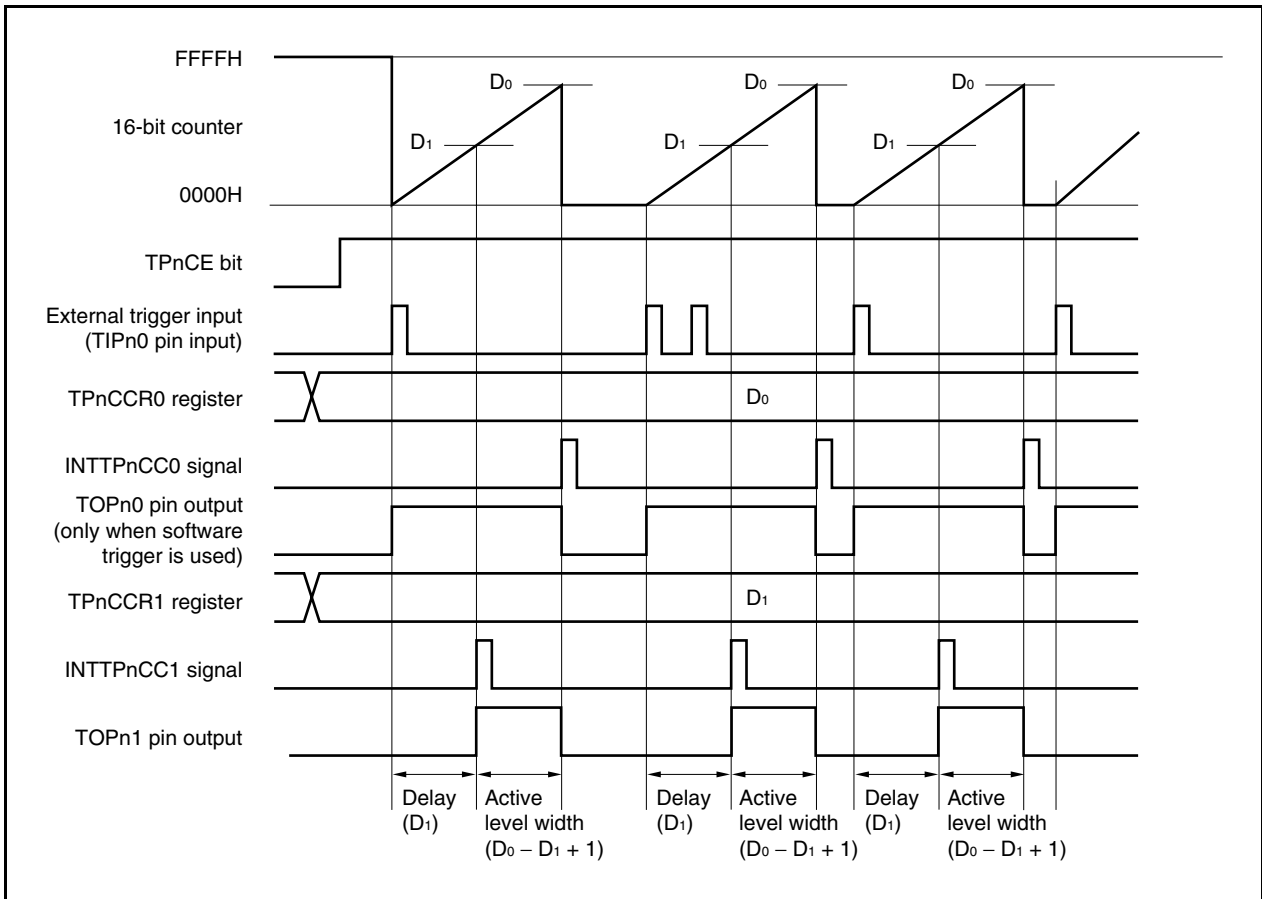 FFFFH
D0
D0
D0
16-bit counter
D1
D1
D1
0000H
TPnCE bit
External trigger input
(TIPn0 pin input)
TPnCCR0 register
D0
INTTPnCC0 signal
TOPn0 pin output
(only when software
trigger is used)
TPnCCR1 register
D1
INTTPnCC1 signal
TOPn1 pin output
Delay
(D1)
Active
level width
(D0 − D1 + 1)
Delay
(D1)
Active
level width
(D0 − D1 + 1)
Delay
(D1)
Active
level width
(D0 − D1 + 1)